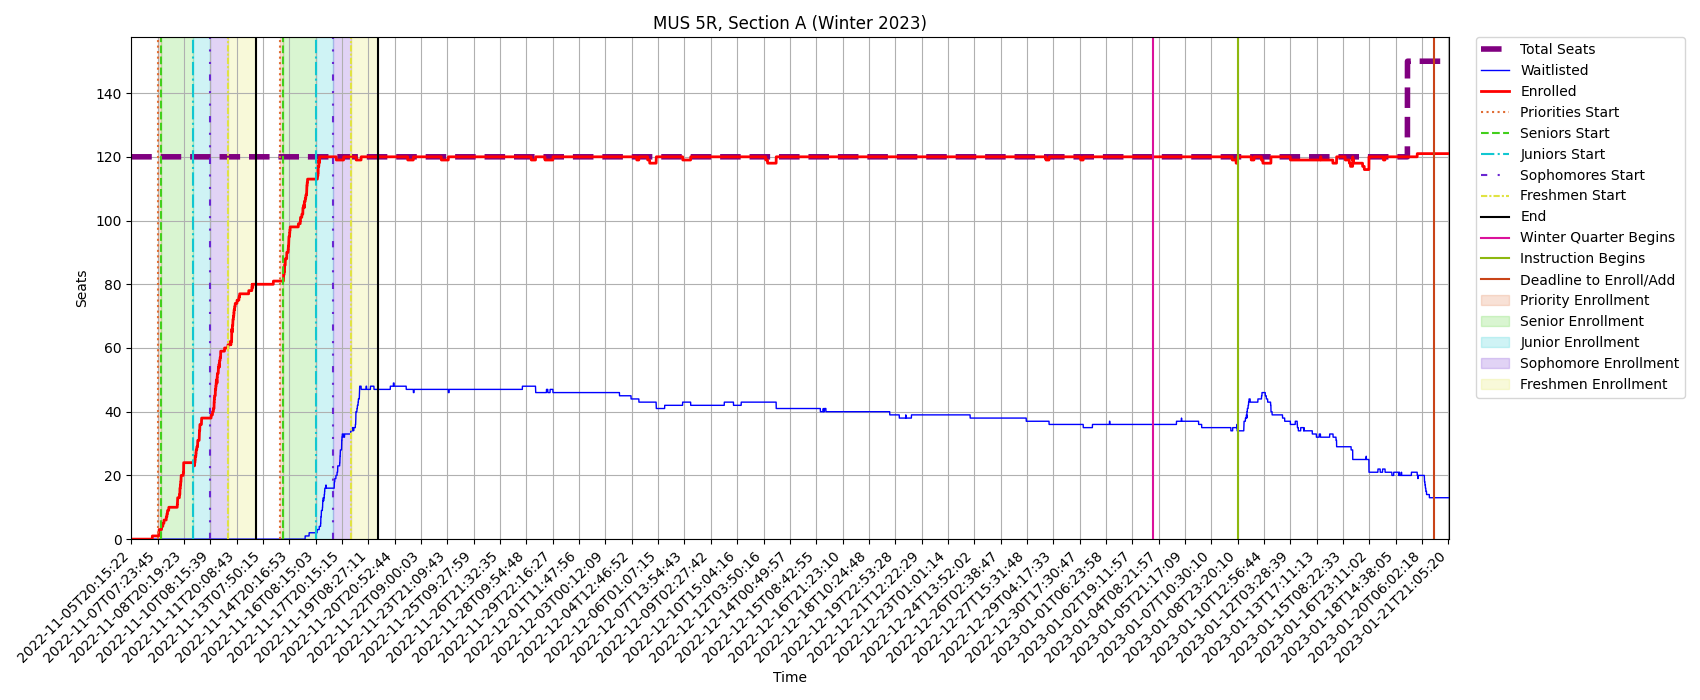 MUS 5R, Section A (Winter 2023)
Seats
140
120
100
80
60
40
20
0
2022-11-05T20:15:22
2022-11-07T07:23:45
2022-11-08T20:19:23
2022-11-10T08:15:39
2022-11-11T20:08:43
2022-11-13T07:50:15
2022-11-14T20:16:53
2022-11-16T08:15:03
2022-11-17T20:15:15
2022-11-19T08:27:11
2022-11-20T20:52:44
2022-11-22T09:00:03
2022-11-23T21:09:43
2022-11-25T09:27:59
2022-11-26T21:32:35
2022-11-28T09:54:48
2022-11-29T22:16:27
2022-12-01T11:47:56
2022-12-03T00:12:09
2022-12-04T12:46:52
2022-12-06T01:07:15
2022-12-07T13:54:43
2022-12-09T02:27:42
2022-12-10T15:04:16
2022-12-12T03:50:16
2022-12-14T00:49:57
2022-12-15T08:42:55
2022-12-16T21:23:10
2022-12-18T10:24:48
2022-12-19T22:53:28
2022-12-21T12:22:29
2022-12-23T01:01:14
2022-12-24T13:52:02
2022-12-26T02:38:47
2022-12-27T15:31:48
2022-12-29T04:17:33
2022-12-30T17:30:47
2023-01-01T06:23:58
2023-01-02T19:11:57
2023-01-04T08:21:57
2023-01-05T21:17:09
2023-01-07T10:30:10
2023-01-08T23:20:10
2023-01-10T12:56:44
2023-01-12T03:28:39
2023-01-13T17:11:13
2023-01-15T08:22:33
2023-01-16T23:11:02
2023-01-18T14:38:05
2023-01-20T06:02:18
2023-01-21T21:05:20
Time
Total Seats
Waitlisted
Enrolled
Priorities Start
Seniors Start
Juniors Start
Sophomores Start
Freshmen Start
End
Winter Quarter Begins
Instruction Begins
Deadline to Enroll/Add
Priority Enrollment
Senior Enrollment
Junior Enrollment
Sophomore Enrollment
Freshmen Enrollment